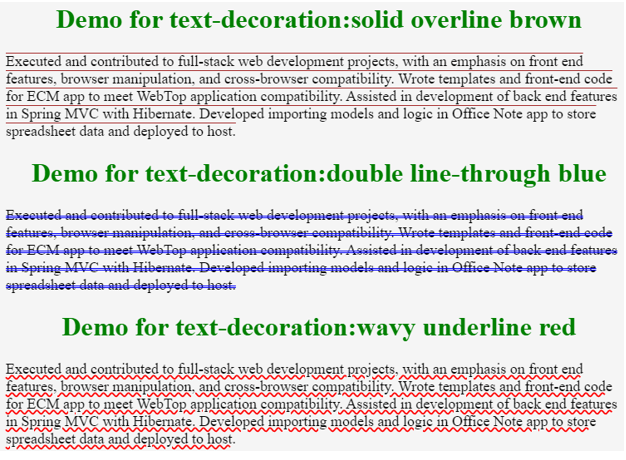 Demo for text-decoration:solid overline brown
Executed and contributed to full-stack web development projects, with an emphasis on front end
features, browser manipulation, and cross-browser compatibility. Wrote templates and front-end code
for ECM app to meet WebTop application compatibility. Assisted in development of back end features
in Spring MVC with Hibernate. Developed importing models and logic in Office Note app to store
spreadsheet data and deployed to host.
Demo for text-decoration:double line-through blue
Executed and contributed to full-stack web development projects, with an emphasis on front end
features, browser manipulation, and cross-browser compatibility. Wrote templates and front-end code
for ECM app to meet WebTop application compatibility. Assisted in development of back end features
in Spring MVC with Hibernate. Developed importing models and logic in Office Note app to store
spreadsheet data and deployed to host.
Demo for text-decoration:wavy underline red
Executed and contributed to full-stack web development projects, with an emphasis on front end
features, browser manipulation, and cross-browser compatibility. Wrote templates and front-end code
for ECM app to meet WebTop application compatibility. Assisted in development of back end features
in Spring MVC with Hibernate. Developed importing models and logic in Office Note app to store
spreadsheet data and deployed to host.